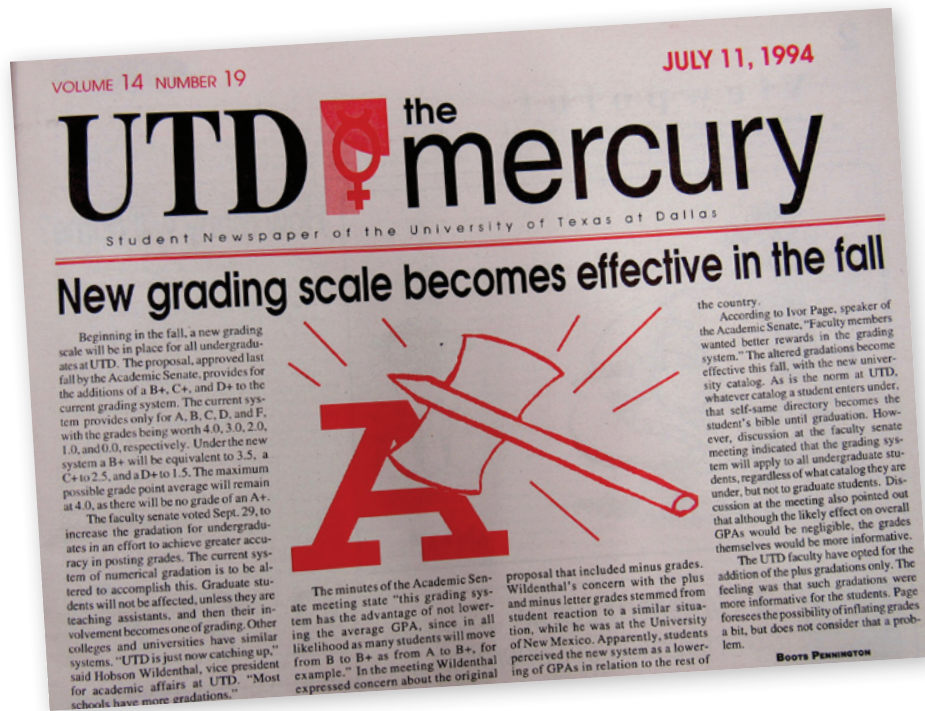 VOLUME 14 NUMBER 19
JULY 11, 1994
UTD the mercury
Student Newspaper of the University of Texas at Dallas
New grading scale becomes effective in the fall
Beginning in the fall, a new grading
scale will be in place for all undergradu-
ates at UTD. The proposal, approved last
fall by the Academic Senate, provides for
the additions of a B+, C+, and D+ to the
current grading system. The current sys-
tem provides only for A, B, C, D, and F,
with the grades being worth 4.0, 3.0, 2.0,
1.0, and 0.0, respectively. Under the new
system a B+ will be equivalent to 3.5, a
C+ to 2.5, and a D+ to 1.5. The maximum
possible grade point average will remain
at 4.0, as there will be no grade of an A+.
The faculty senate voted Sept. 29, to
increase the gradation for undergradu-
ates in an effort to achieve greater accu-
racy in posting grades. The current sys-
tem of numerical gradation is to be al-
tered to accomplish this. Graduate stu-
dents will not be affected, unless they are
teaching assistants, and then their in-
volvement becomes one of grading. Other
colleges and universities have similar
systems. "UTD is just now catching up,"
said Hobson Wildenthal, vice president
for academic affairs at UTD. "Most
schools have more gradations."
A
The minutes of the Academic Sen-
ate meeting state "this grading sys-
tem has the advantage of not lower-
ing the average GPA, since in all
likelihood as many students will move
from B to B+ as from A to B+, for
example." In the meeting Wildenthal
expressed concern about the original
proposal that included minus grades.
Wildenthal's concern with the plus
and minus letter grades stemmed from
student reaction to a similar situa-
tion, while he was at the University
of New Mexico. Apparently, students
perceived the new system as a lower-
ing of GPAs in relation to the rest of
the country.
According to Ivor Page, speaker of
the Academic Senate, "Faculty members
wanted better rewards in the grading
system." The altered gradations become
effective this fall, with the new univer-
sity catalog. As is the norm at UTD,
whatever catalog a student enters under,
that self-same directory becomes the
student's bible until graduation. How-
ever, discussion at the faculty senate
meeting indicated that the grading sys-
tem will apply to all undergraduate stu-
dents, regardless of what catalog they are
under, but not to graduate students. Dis-
cussion at the meeting also pointed out
that although the likely effect on overall
GPAs would be negligible, the grades
themselves would be more informative.
The UTD faculty have opted for the
addition of the plus gradations only. The
feeling was that such gradations were
more informative for the students. Page
foresees the possibility of inflating grades
a bit, but does not consider that a prob-
lem.
BOOTS PENNINGTON